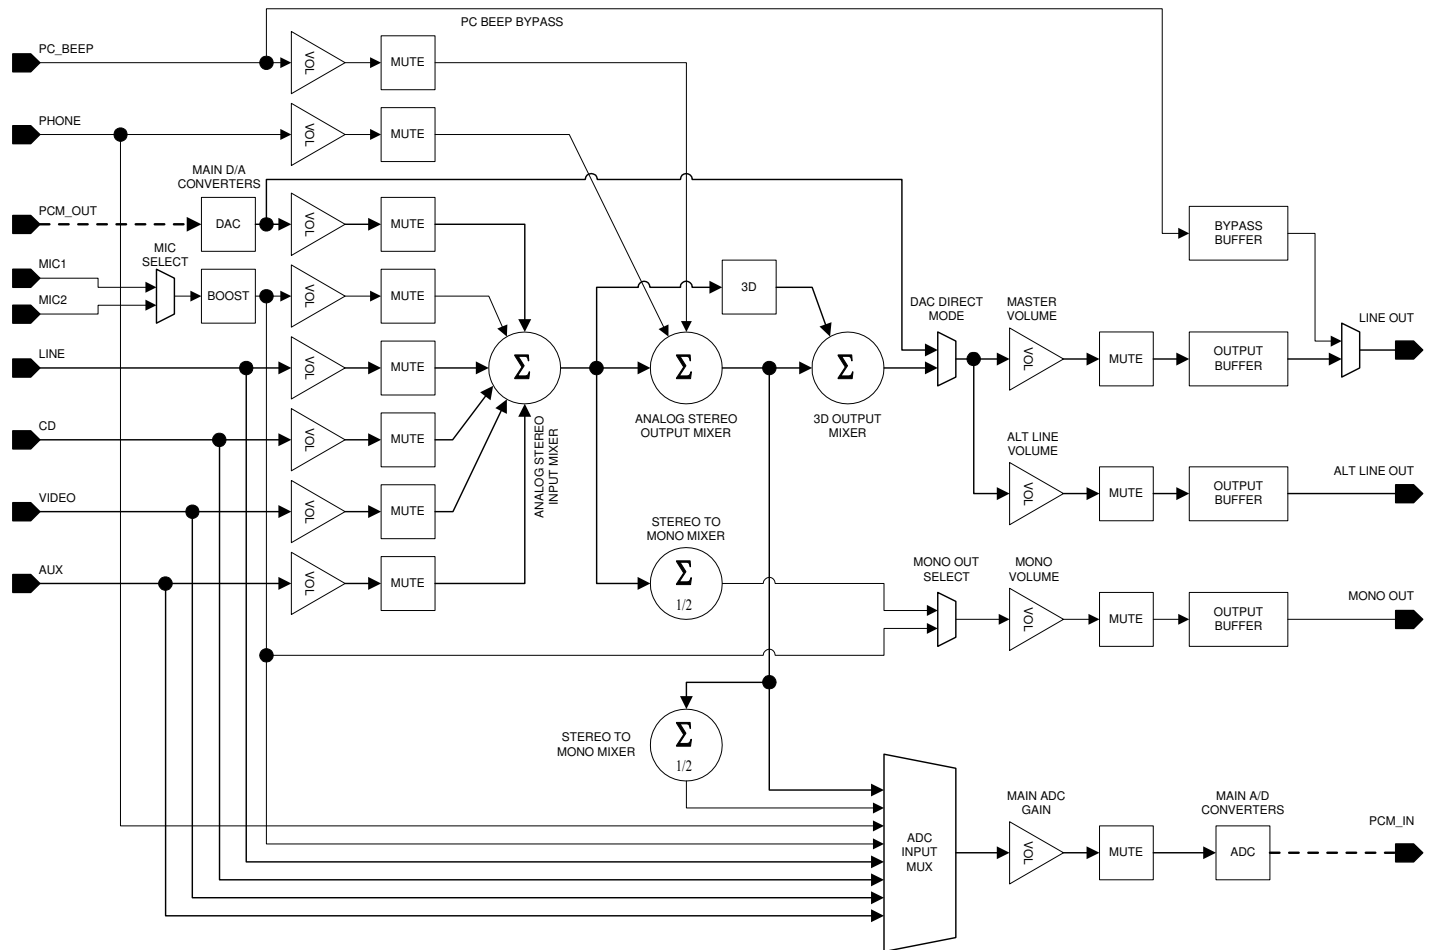 PC BEEP BYPASS
PC_BEEP
VOL
MUTE
PHONE
VOL
MUTE
MAIN D/A
CONVERTERS
PCM_OUT
DAC
VOL
MUTE
BYPASS
BUFFER
MIC
SELECT
MIC1
MIC2
BOOST
VOL
MUTE
3D
DAC DIRECT
MODE
MASTER
VOLUME
LINE OUT
LINE
VOL
MUTE
Σ
Σ
Σ
VOL
MUTE
OUTPUT
BUFFER
ANALOG STEREO
INPUT MIXER
ANALOG STEREO
OUTPUT MIXER
3D OUTPUT
MIXER
CD
VOL
MUTE
ALT LINE
VOLUME
ALT LINE OUT
VOL
MUTE
OUTPUT
BUFFER
VIDEO
VOL
MUTE
STEREO TO
MONO MIXER
AUX
VOL
MUTE
Σ
1/2
MONO OUT
SELECT
MONO
VOLUME
MONO OUT
VOL
MUTE
OUTPUT
BUFFER
STEREO TO
MONO MIXER
Σ
1/2
ADC
INPUT
MUX
MAIN ADC
GAIN
VOL
MUTE
MAIN A/D
CONVERTERS
ADC
PCM_IN